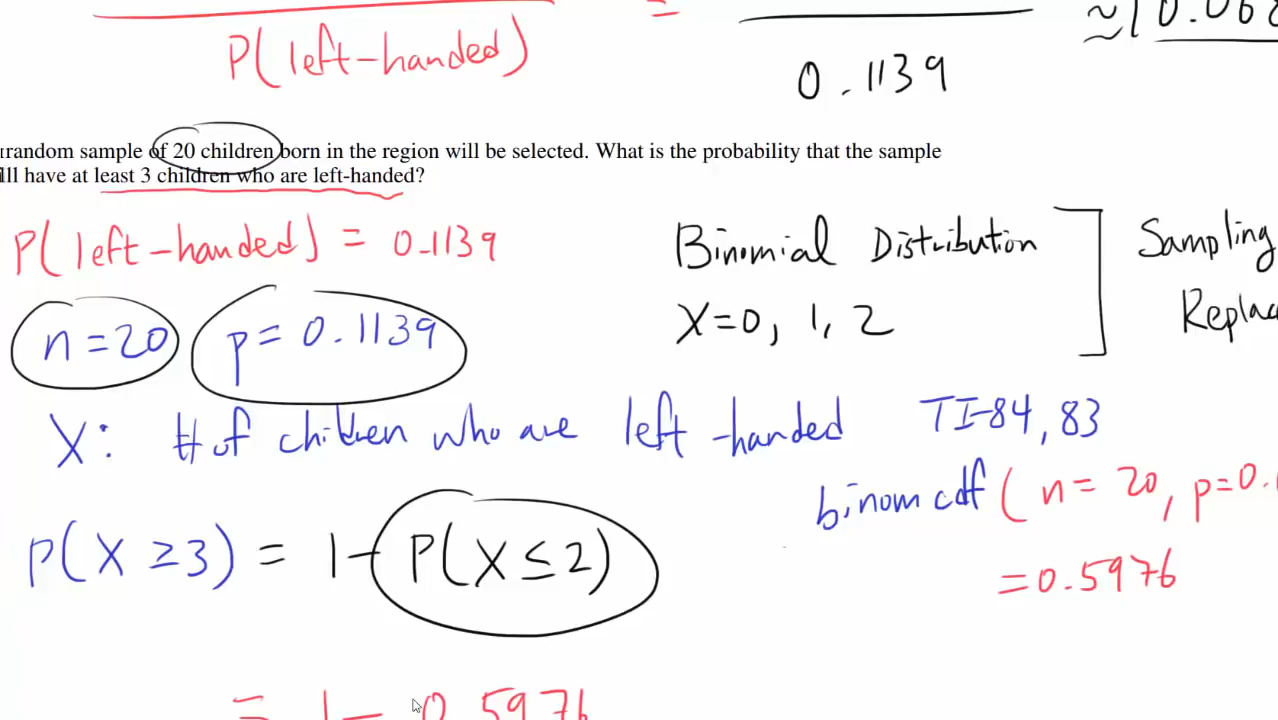 P(left-handed)
=
0.1139
≈
random sample of 20 children born in the region will be selected. What is the probability that the sample
ll have at least 3 children who are left-handed?
P(left-handed) = 0.1139
n=20 p= 0.1139
Binomial Distribution
X=0, 1, 2
Sampling
X: # of children who are left-handed
TI-84, 83
binomcdf( n= 20, p=0.
=0.5976
P(X ≥3) = 1- P(X ≤ 2)
= 1- 0.5976